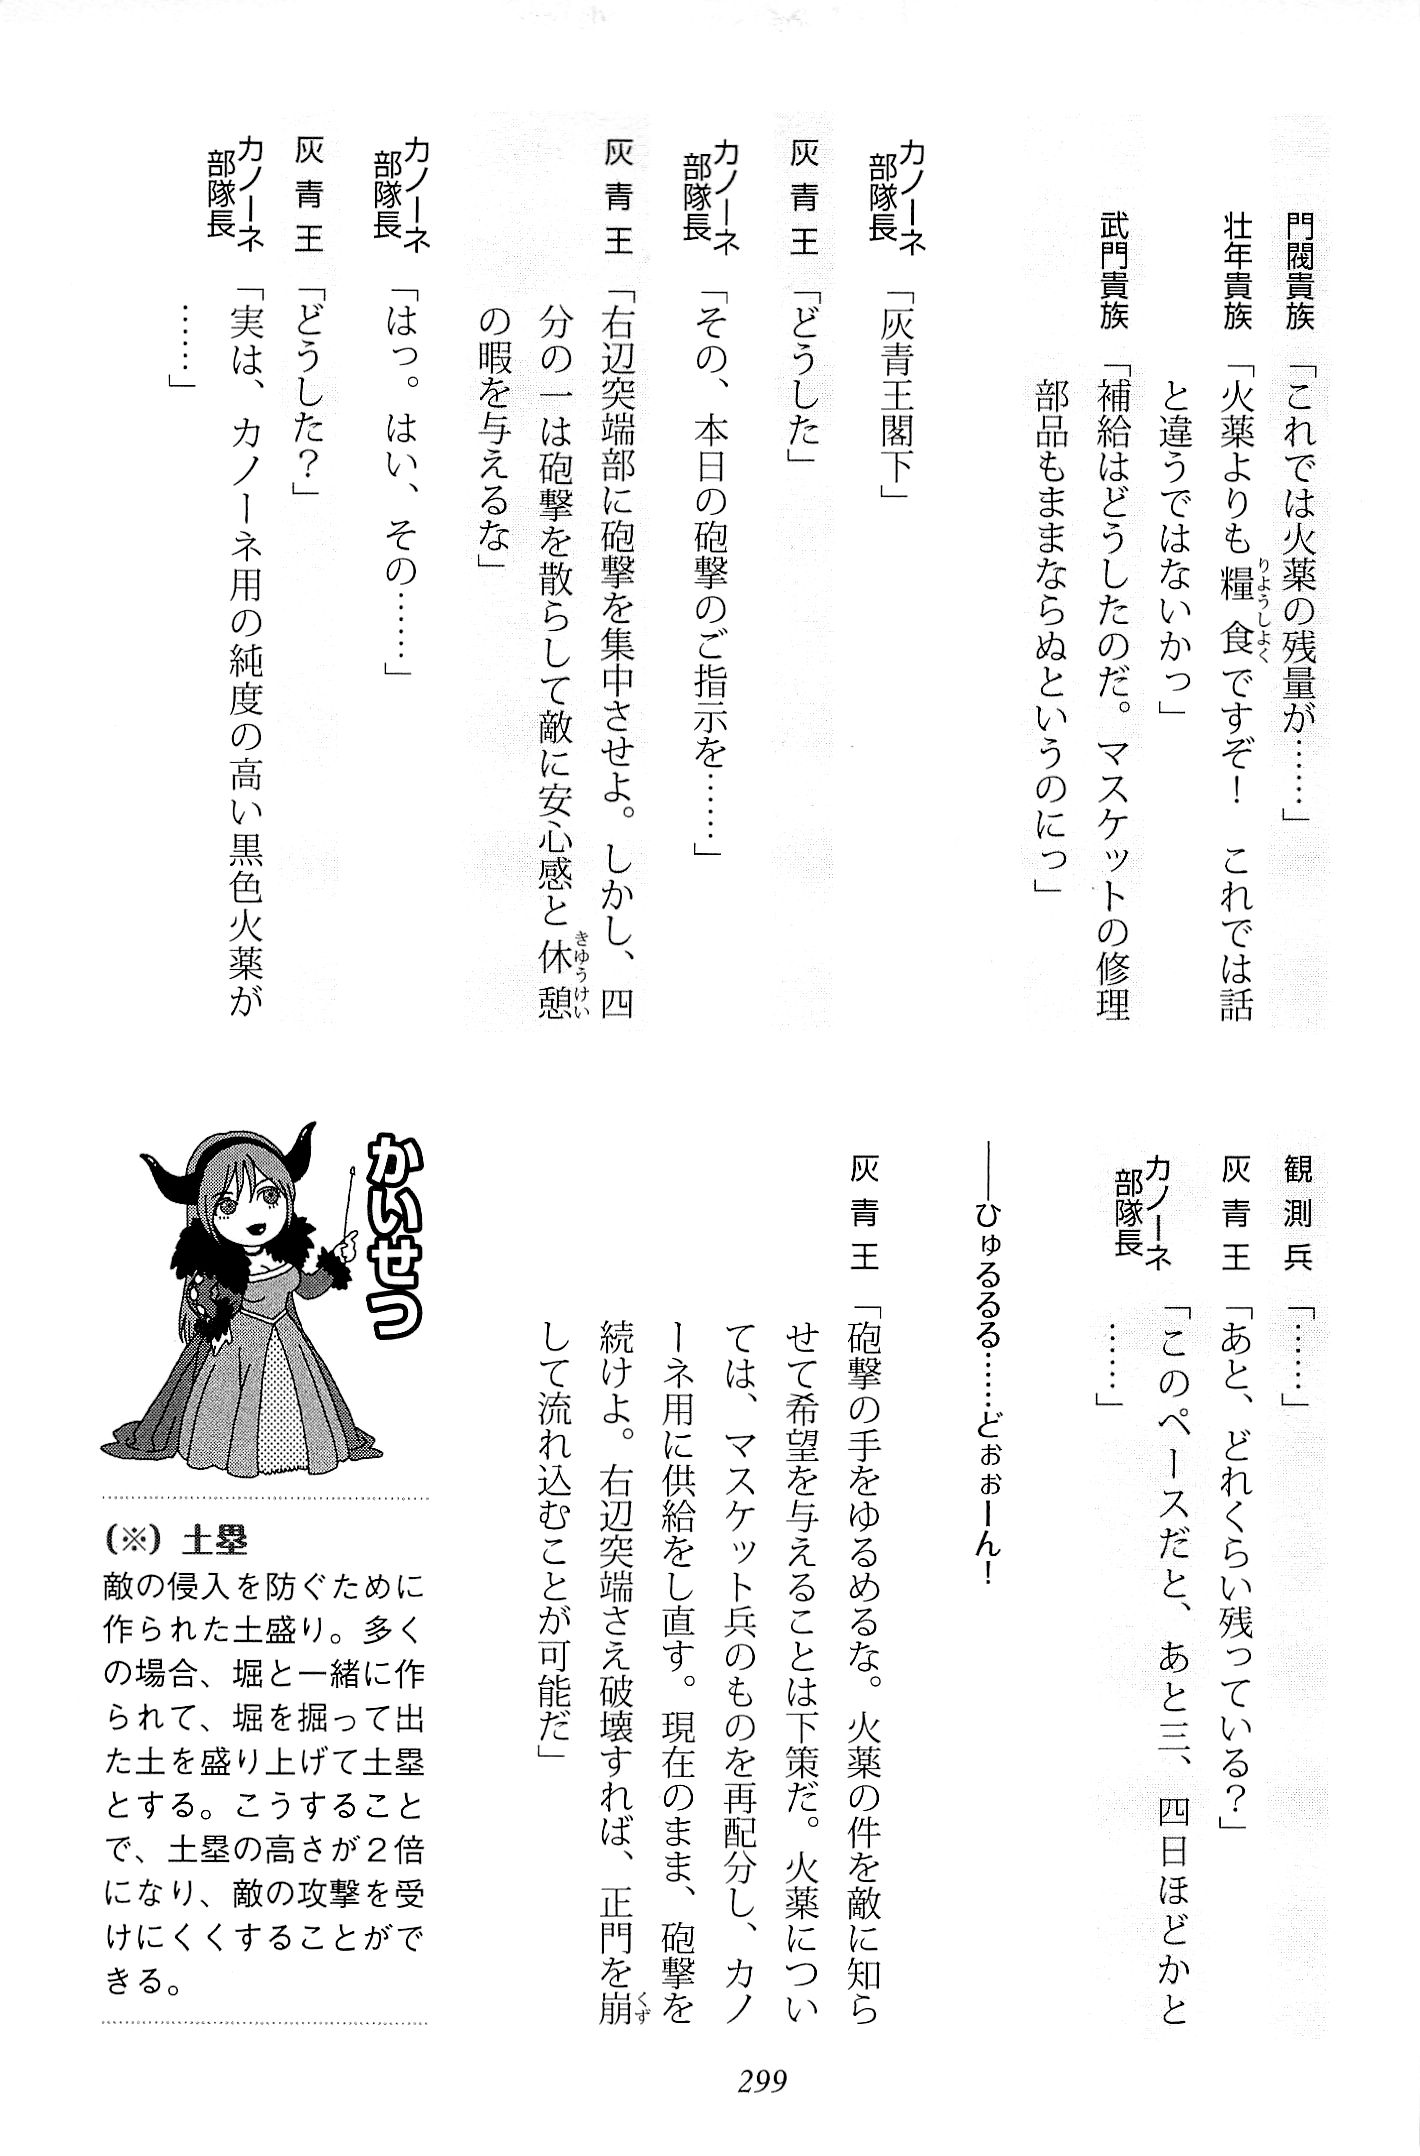 門閥貴族「これでは火薬の残量が……」
壮年貴族「火薬よりも糧食ですぞ！　これでは話
と違うではないかっ」
武門貴族「補給はどうしたのだ。マスケットの修理
部品もままならぬというのにっ」
カノーネ部隊長「灰青王閣下」
灰青王「どうした」
カノーネ部隊長「その、本日の砲撃のご指示を……」
灰青王「右辺突端部に砲撃を集中させよ。しかし、四
分の一は砲撃を散らして敵に安心感と休憩
の暇を与えるな」
カノーネ部隊長「はっ。はい、その……」
灰青王「どうした？」
カノーネ部隊長「実は、カノーネ用の純度の高い黒色火薬が
……」
観測兵「……」
灰青王「あと、どれくらい残っている？」
カノーネ部隊長「このペースだと、あと三、四日ほどかと
……」
――ひゅるるる……どぉぉーん！
灰青王「砲撃の手をゆるめるな。火薬の件を敵に知ら
せて希望を与えることは下策だ。火薬につい
ては、マスケット兵のものを再配分し、カノ
ーネ用に供給をし直す。現在のまま、砲撃を
続けよ。右辺突端さえ破壊すれば、正門を崩
して流れ込むことが可能だ」
かいせつ
（※）土塁
敵の侵入を防ぐために
作られた土盛り。多く
の場合、堀と一緒に作
られて、堀を掘って出
た土を盛り上げて土塁
とする。こうすること
で、土塁の高さが２倍
になり、敵の攻撃を受
けにくくすることがで
きる。
299